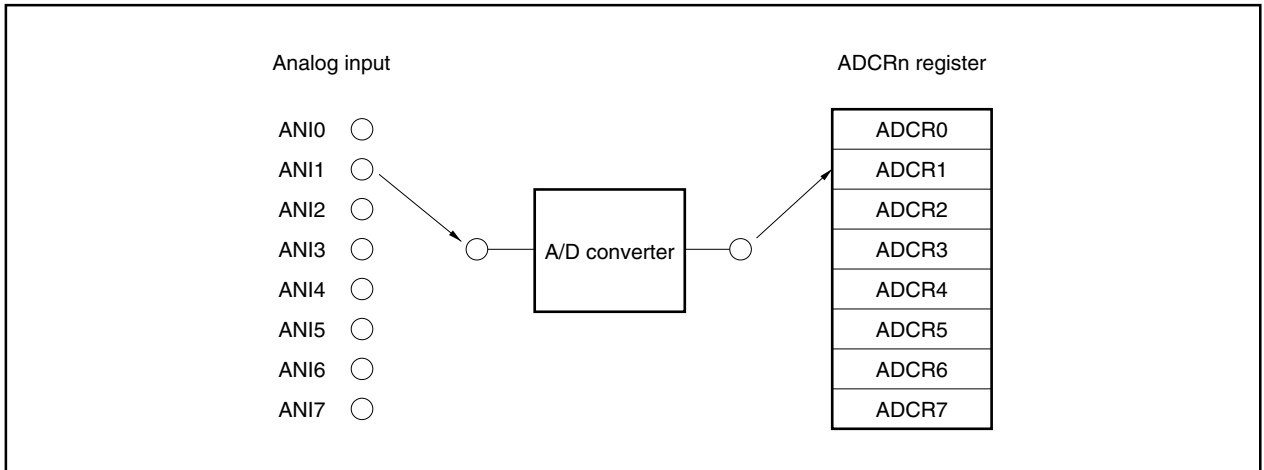 Analog input
ADCRn register
ANI0
ANI1
ANI2
ANI3
ANI4
ANI5
ANI6
ANI7
A/D converter
ADCR0
ADCR1
ADCR2
ADCR3
ADCR4
ADCR5
ADCR6
ADCR7